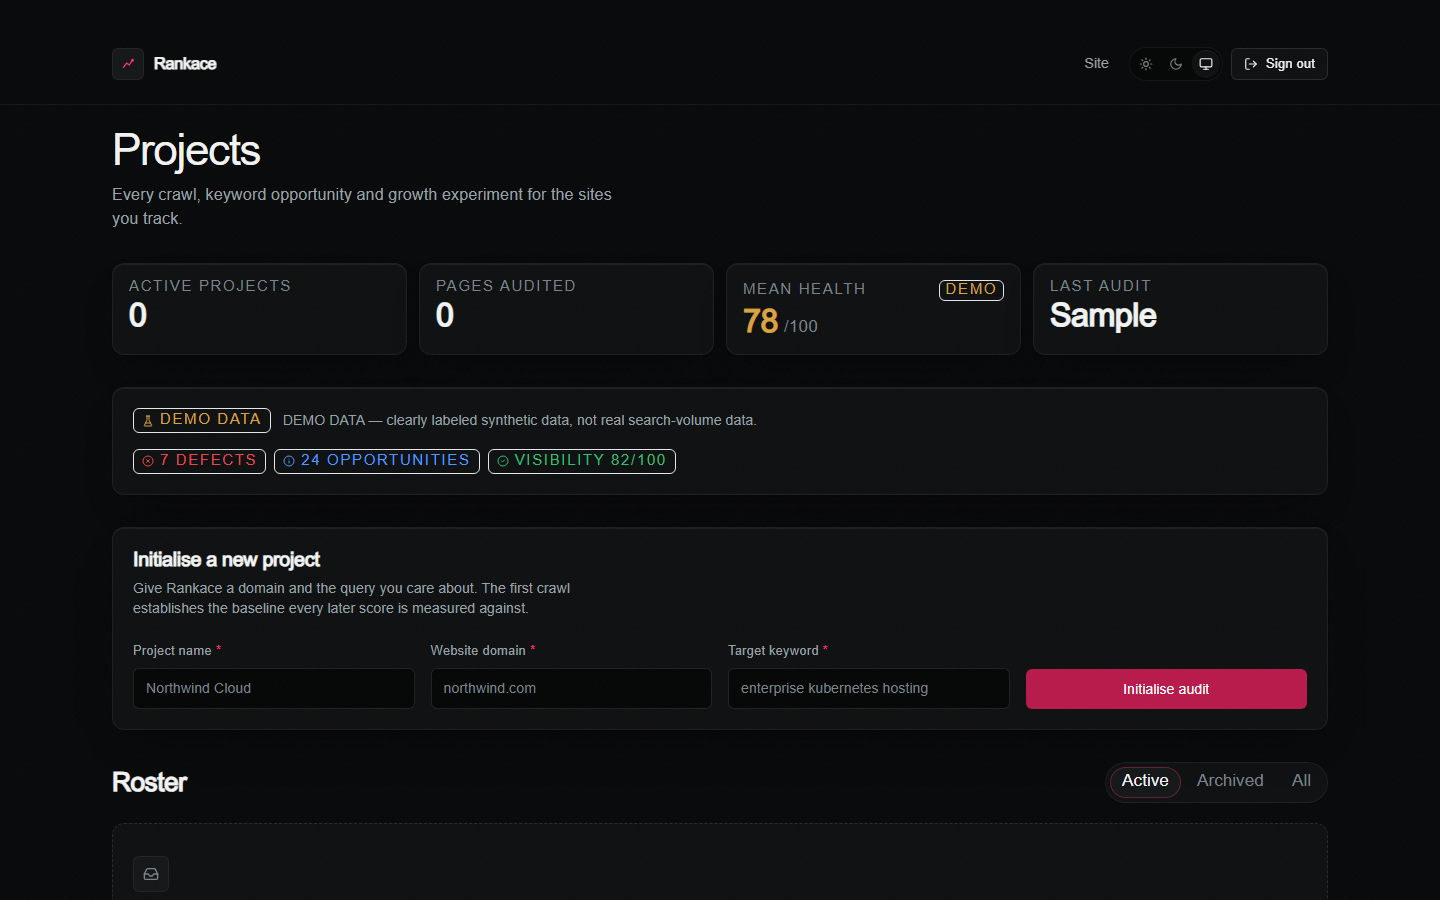 Rankace
Site
Sign out
Projects
Every crawl, keyword opportunity and growth experiment for the sites
you track.
ACTIVE PROJECTS
0
PAGES AUDITED
0
MEAN HEALTH
DEMO
78 /100
LAST AUDIT
Sample
DEMO DATA
DEMO DATA — clearly labeled synthetic data, not real search-volume data.
7 DEFECTS
24 OPPORTUNITIES
VISIBILITY 82/100
Initialise a new project
Give Rankace a domain and the query you care about. The first crawl
establishes the baseline every later score is measured against.
Project name *
Website domain *
Target keyword *
Northwind Cloud
northwind.com
enterprise kubernetes hosting
Initialise audit
Roster
Active
Archived
All